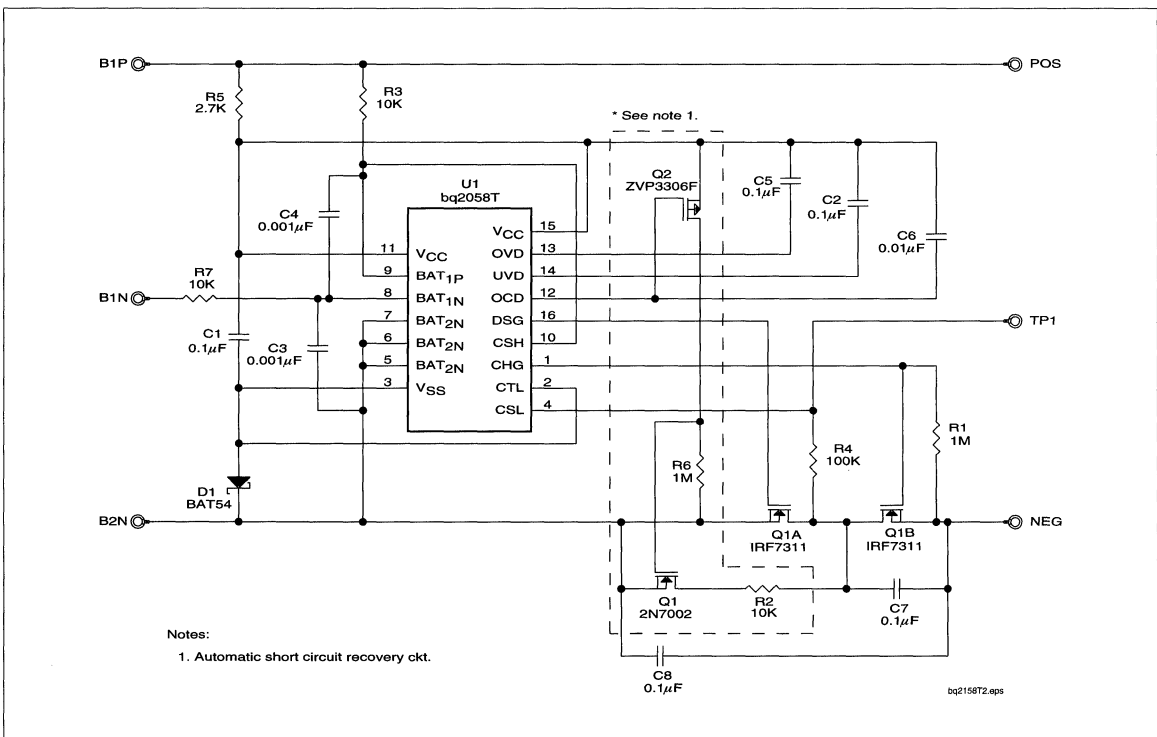 B1P
POS
R5
2.7K
R3
10K
* See note 1.
Q2
ZVP3306F
C5
0.1µF
C2
0.1µF
C6
0.01µF
U1
bq2058T
C4
0.001µF
VCC 15
11 VCC
OVD 13
9 BAT1P
UVD 14
R7
10K
B1N
8 BAT1N
OCD 12
7 BAT2N
DSG 16
TP1
C1
0.1µF
C3
0.001µF
6 BAT2N
CSH 10
5 BAT2N
CHG 1
3 VSS
CTL 2
CSL 4
R1
1M
R4
100K
R6
1M
D1
BAT54
B2N
NEG
Q1A
IRF7311
Q1B
IRF7311
Q1
2N7002
R2
10K
C7
0.1µF
Notes:
1. Automatic short circuit recovery ckt.
C8
0.1µF
bq2158T2.eps